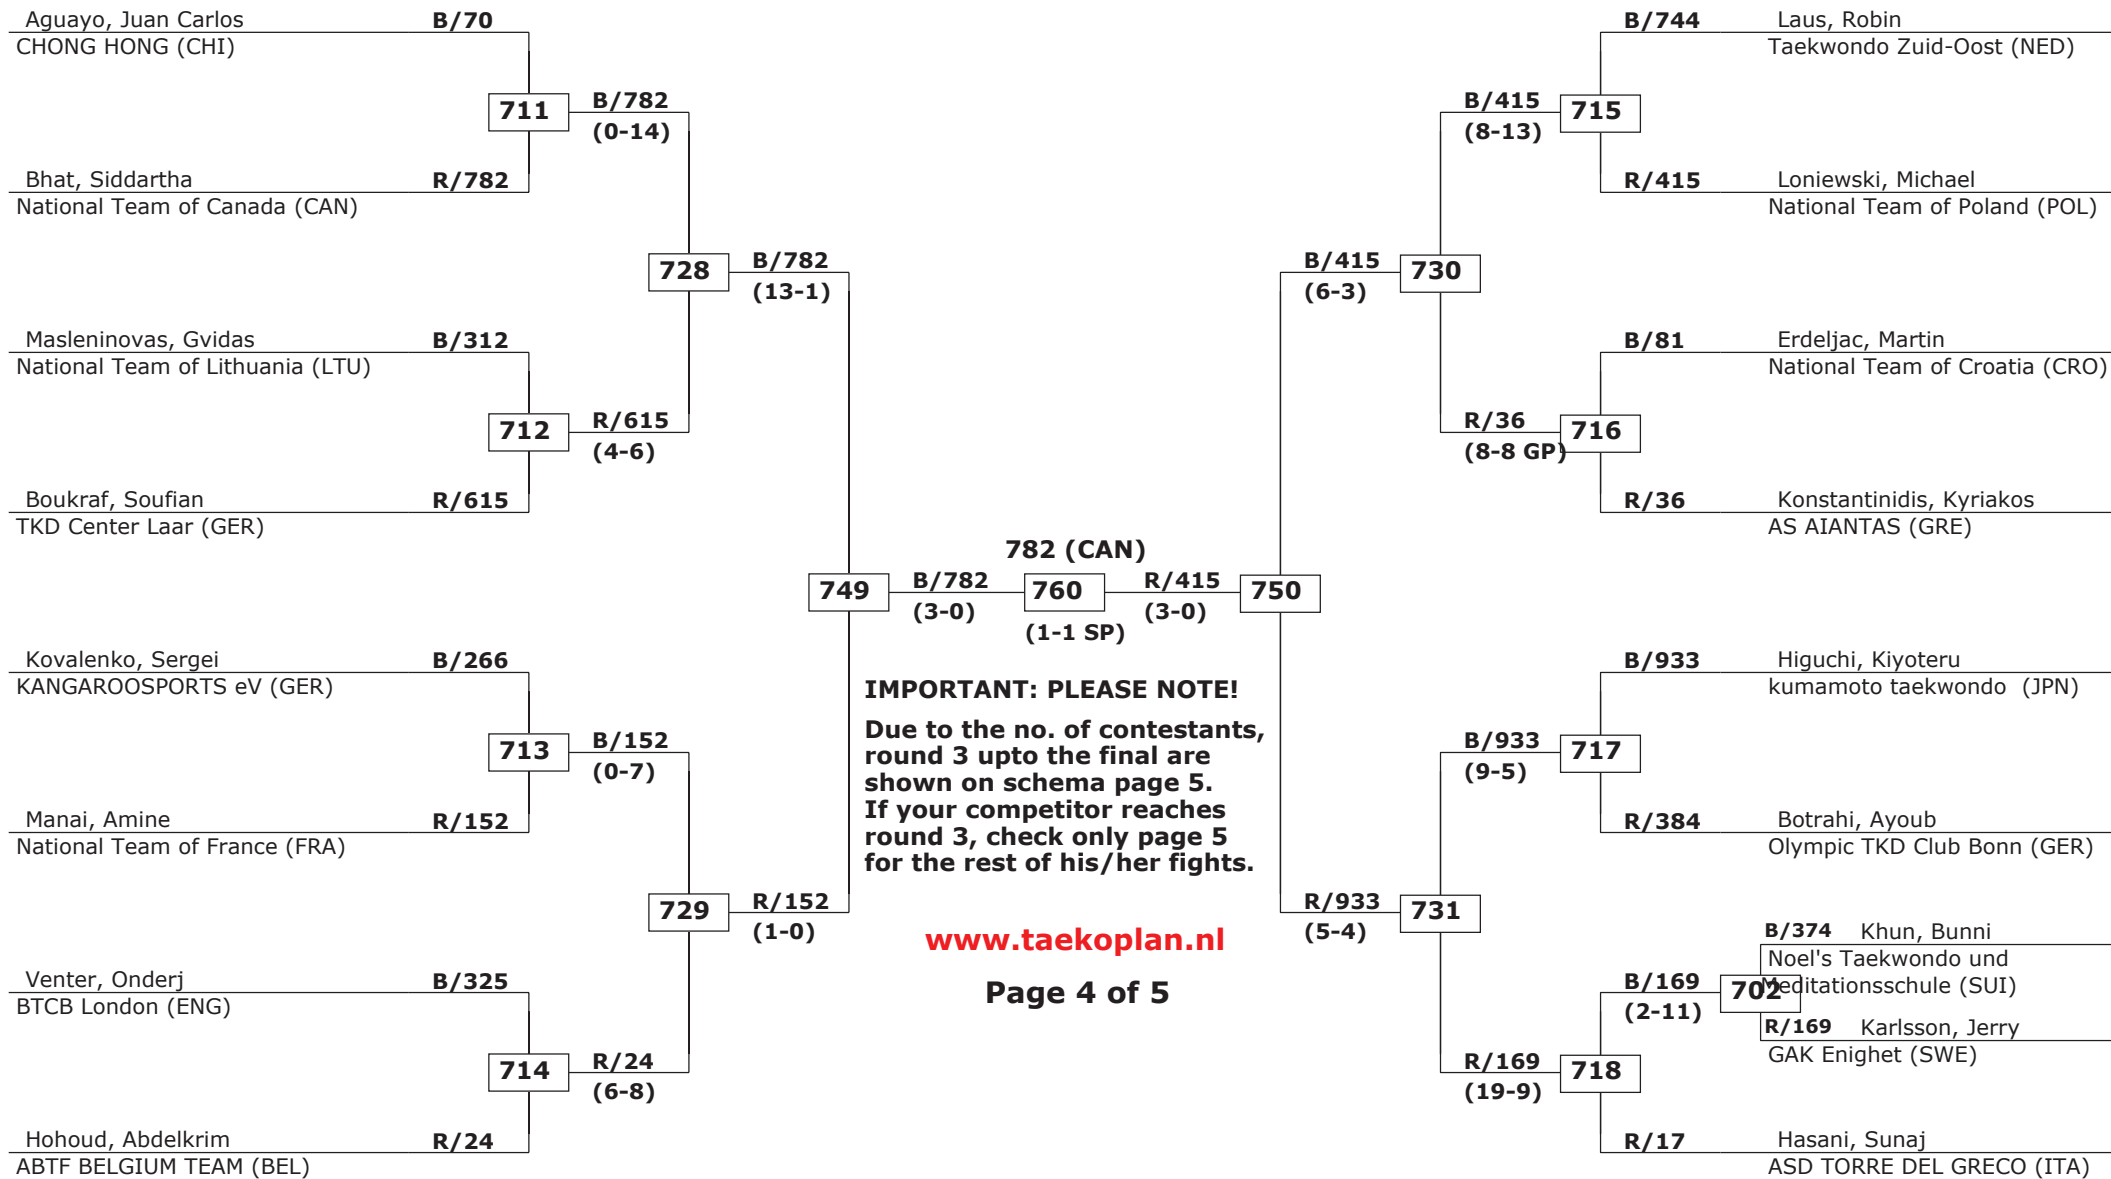 Aguayo, Juan Carlos B/70
CHONG HONG (CHI)
711 B/782
(0-14)
Bhat, Siddartha R/782
National Team of Canada (CAN)
728 B/782
(13-1)
Masleninovas, Gvidas B/312
National Team of Lithuania (LTU)
712 R/615
(4-6)
Boukraf, Soufian R/615
TKD Center Laar (GER)
749 B/782
(3-0)
Kovalenko, Sergei B/266
KANGAROOSPORTS eV (GER)
713 B/152
(0-7)
Manai, Amine R/152
National Team of France (FRA)
729 R/152
(1-0)
Venter, Onderj B/325
BTCB London (ENG)
714 R/24
(6-8)
Hohoud, Abdelkrim R/24
ABTF BELGIUM TEAM (BEL)
782 (CAN)
760
(1-1 SP)
IMPORTANT: PLEASE NOTE!
Due to the no. of contestants,
round 3 upto the final are
shown on schema page 5.
If your competitor reaches
round 3, check only page 5
for the rest of his/her fights.
www.taekoplan.nl
Page 4 of 5
B/744 Laus, Robin
Taekwondo Zuid-Oost (NED)
B/415 715
(8-13)
R/415 Loniewski, Michael
National Team of Poland (POL)
B/415 730
(6-3)
B/81 Erdeljac, Martin
National Team of Croatia (CRO)
R/36 716
(8-8 GP)
R/36 Konstantinidis, Kyriakos
AS AIANTAS (GRE)
R/415 750
(3-0)
B/933 Higuchi, Kiyoteru
kumamoto taekwondo (JPN)
B/933 717
(9-5)
R/384 Botrahi, Ayoub
Olympic TKD Club Bonn (GER)
R/933 731
(5-4)
B/374 Khun, Bunni
Noel's Taekwondo und
Meditationsschule (SUI)
B/169 702
(2-11)
R/169 Karlsson, Jerry
GAK Enighet (SWE)
R/169 718
(19-9)
R/17 Hasani, Sunaj
ASD TORRE DEL GRECO (ITA)